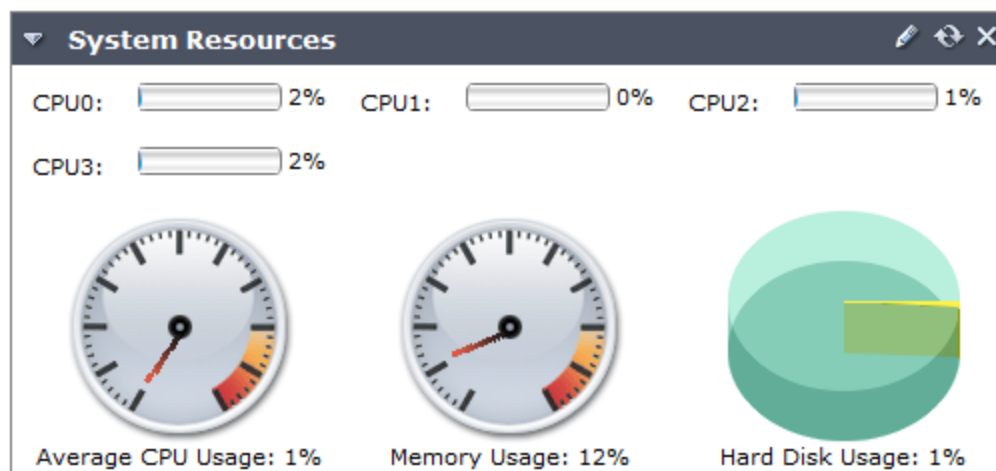 System Resources
CPU0: 2% CPU1: 0% CPU2: 1%
CPU3: 2%
Average CPU Usage: 1% Memory Usage: 12% Hard Disk Usage: 1%